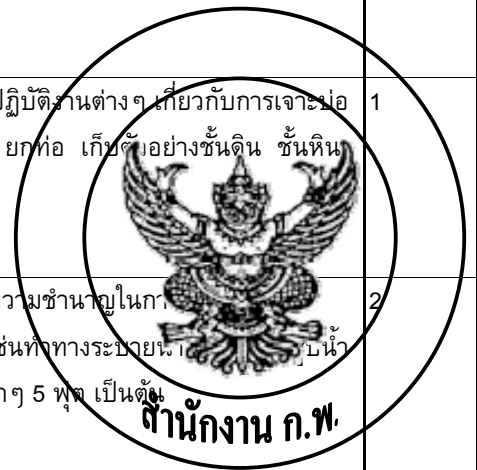 ปฏิบัติงานต่างๆ เกี่ยวกับการเจาะบ่อ 1
ยกท่อ เก็บตัวอย่างชั้นดิน ชั้นหิน
ความชำนาญในกา 2
ช่นทำทางระบายน้ำ
ๆ 5 ฟุต เป็นต้น
สำนักงาน ก.พ.